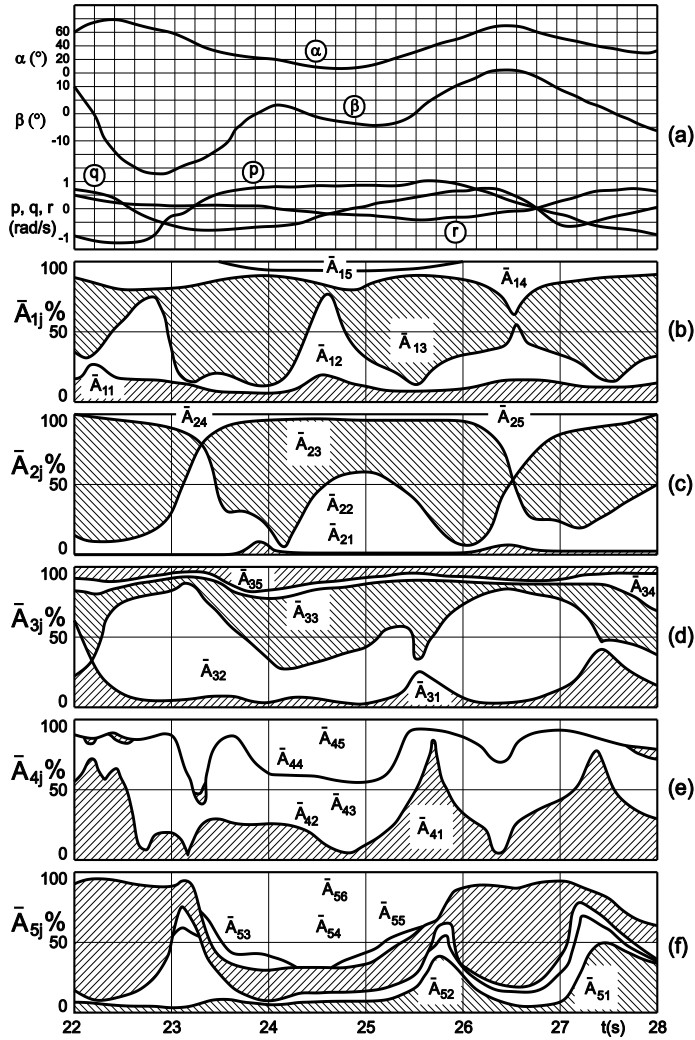 60
α (°) 20
0
α
β (°) 0
-10
β
(a)
q
p
1
p, q, r 0
(rad/s)
-1
r
100
Ā15
Ā14
Ā1j%
50
Ā13
Ā12
(b)
Ā11
0
100
Ā24
Ā25
Ā23
Ā2j%
50
Ā22
(c)
Ā21
0
100
Ā35
Ā34
Ā33
Ā3j%
50
(d)
Ā32
Ā31
0
100
Ā45
Ā44
Ā4j%
50
Ā43
(e)
Ā42
Ā41
0
100
Ā56
Ā53
Ā54
Ā55
Ā5j%
50
(f)
Ā52
Ā51
0
22 23 24 25 26 27 t(s) 28